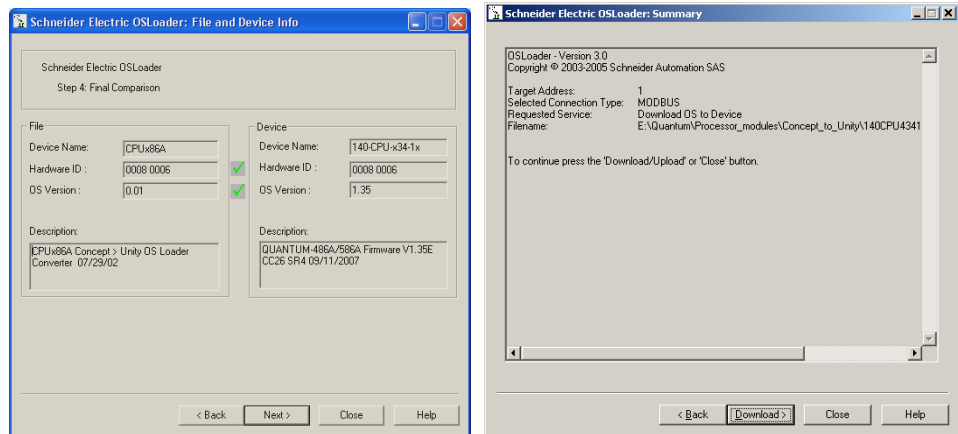 Schneider Electric OSLoader: File and Device Info
Schneider Electric OSLoader
Step 4: Final Comparison
File
Device Name: CPUx86A
Hardware ID : 0008 0006
OS Version : 0.01
Description:
CPUx86A Concept > Unity OS Loader
Converter 07/29/02
Device
Device Name: 140-CPU-x34-1x
Hardware ID : 0008 0006
OS Version : 1.35
Description:
QUANTUM-486A/586A Firmware V1.35E
CC26 SR4 09/11/2007
< Back Next > Close Help
Schneider Electric OSLoader: Summary
OSLoader - Version 3.0
Copyright © 2003-2005 Schneider Automation SAS
Target Address: 1
Selected Connection Type: MODBUS
Requested Service: Download OS to Device
Filename: E:\Quantum\Processor_modules\Concept_to_Unity\140CPU4341
To continue press the 'Download/Upload' or 'Close' button.
< Back Download > Close Help